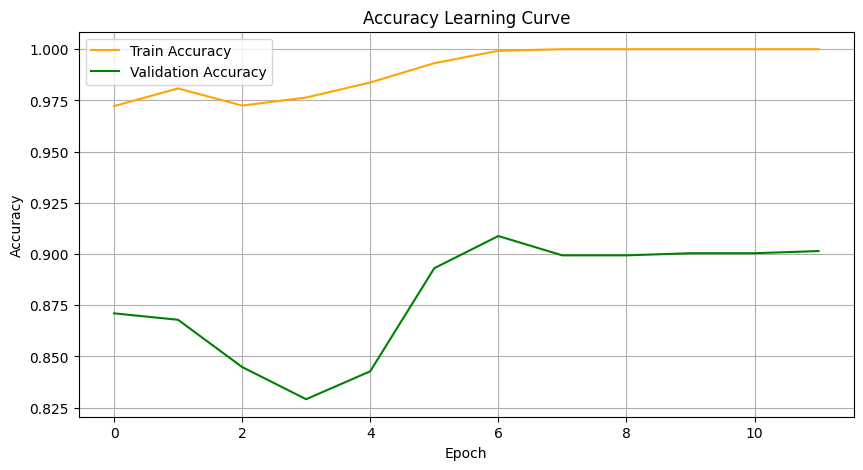 Accuracy Learning Curve
Train Accuracy
Validation Accuracy
1.000
0.975
0.950
0.925
0.900
0.875
0.850
0.825
Accuracy
0 2 4 6 8 10
Epoch